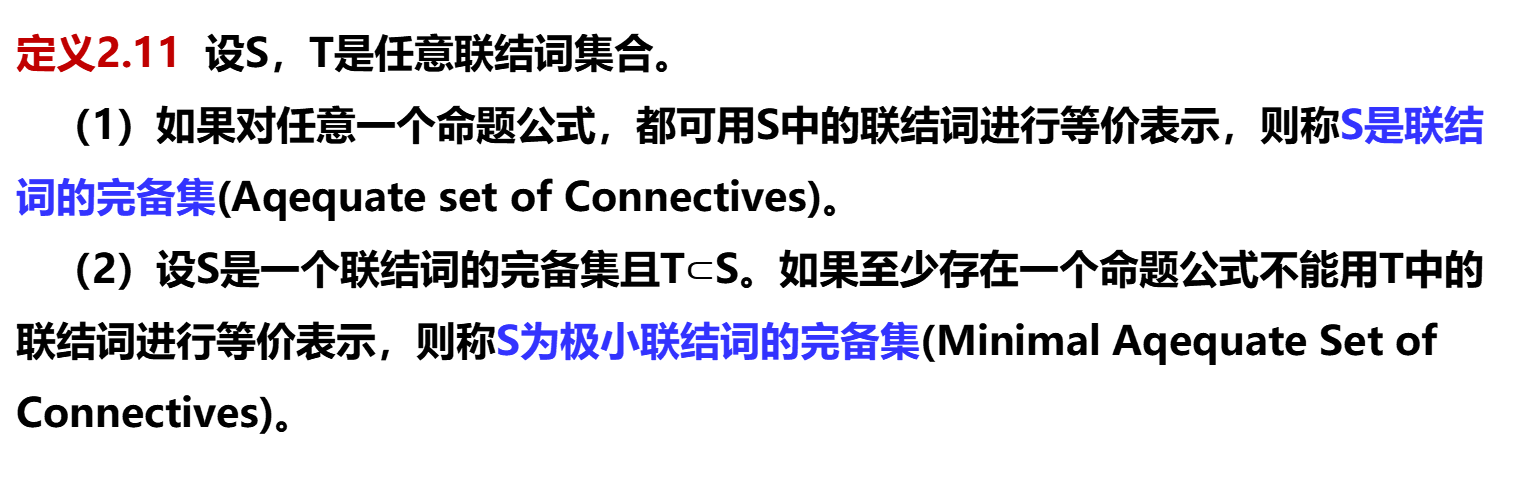 定义2.11 设S，T是任意联结词集合。
（1）如果对任意一个命题公式，都可用S中的联结词进行等价表示，则称S是联结
词的完备集(Aqequate set of Connectives)。
（2）设S是一个联结词的完备集且T⊂S。如果至少存在一个命题公式不能用T中的
联结词进行等价表示，则称S为极小联结词的完备集(Minimal Aqequate Set of
Connectives)。